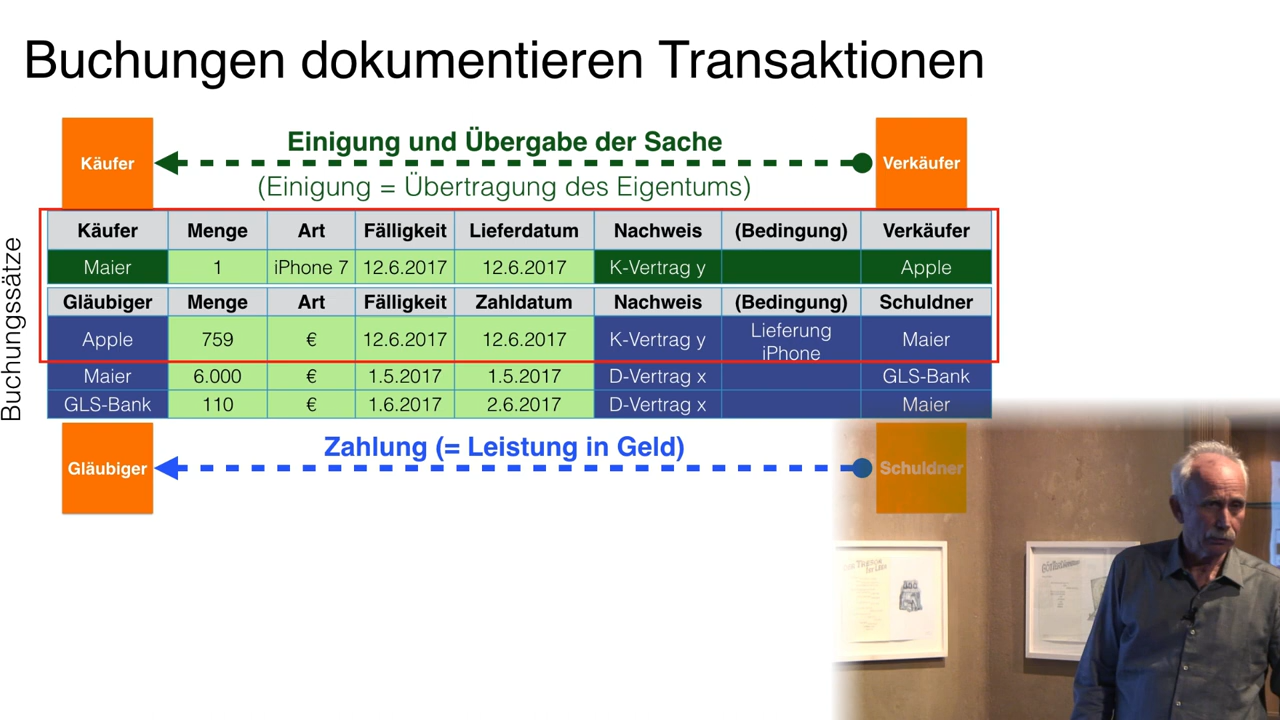 Buchungen dokumentieren Transaktionen
Käufer
Einigung und Übergabe der Sache
Verkäufer
(Einigung = Übertragung des Eigentums)
Buchungssätze
Käufer Menge Art Fälligkeit Lieferdatum Nachweis (Bedingung) Verkäufer
Maier 1 iPhone 7 12.6.2017 12.6.2017 K-Vertrag y Apple
Gläubiger Menge Art Fälligkeit Zahldatum Nachweis (Bedingung) Schuldner
Apple 759 € 12.6.2017 12.6.2017 K-Vertrag y Lieferung iPhone Maier
Maier 6.000 € 1.5.2017 1.5.2017 D-Vertrag x GLS-Bank
GLS-Bank 110 € 1.6.2017 2.6.2017 D-Vertrag x Maier
Zahlung (= Leistung in Geld)
Gläubiger
Schuldner